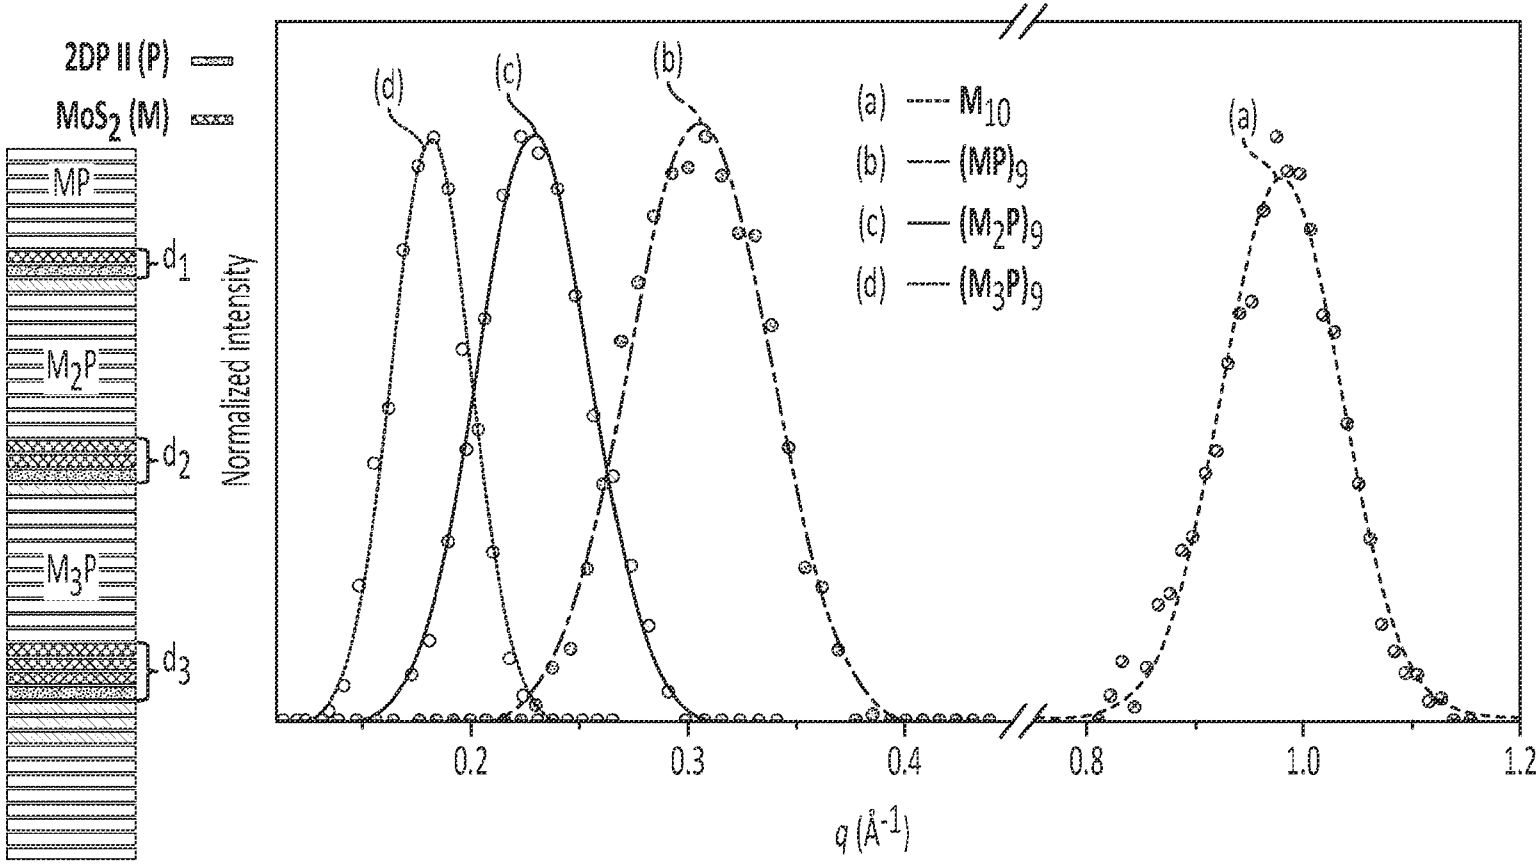 2DP II (P)
MoS2 (M)
MP
d1
M2P
d2
M3P
d3
Normalized intensity
(d)
(c)
(b)
(a)
(a) M10
(b) (MP)9
(c) (M2P)9
(d) (M3P)9
0.2
0.3
0.4
0.8
1.0
1.2
q (Å-1)